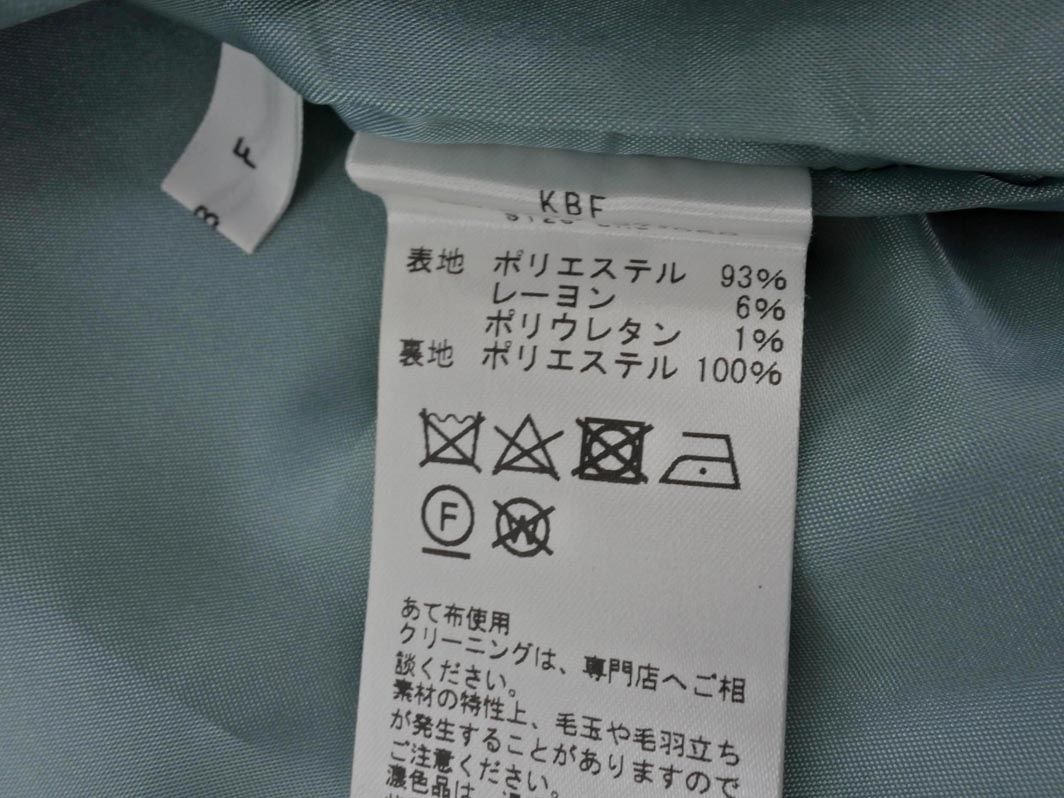 F
KBF
表地 ポリエステル 93%
レーヨン 6%
ポリウレタン 1%
裏地 ポリエステル 100%
F
W
あて布使用
クリーニングは、専門店へご相
談ください。
素材の特性上、毛玉や毛羽立ち
が発生することがありますので
ご注意ください。
濃色品は、